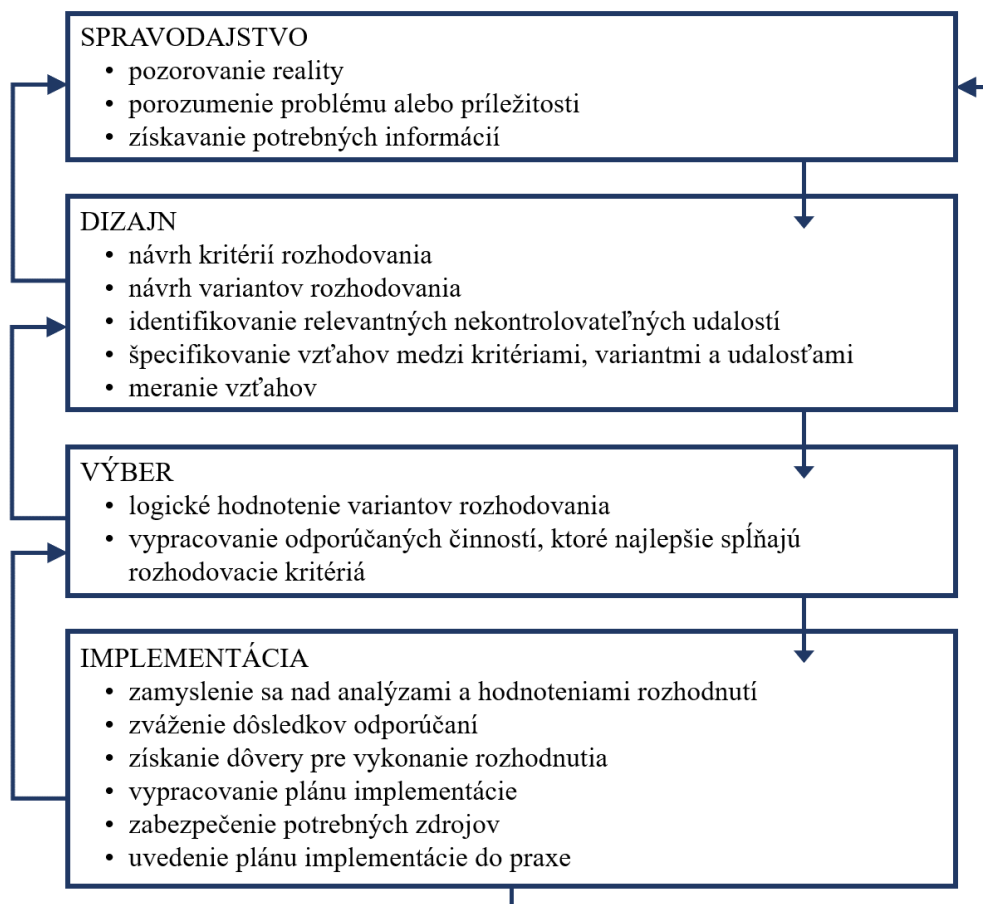 SPRAVODAJSTVO
• pozorovanie reality
• porozumenie problému alebo príležitosti
• získavanie potrebných informácií
DIZAJN
• návrh kritérií rozhodovania
• návrh variantov rozhodovania
• identifikovanie relevantných nekontrolovateľných udalostí
• špecifikovanie vzťahov medzi kritériami, variantmi a udalosťami
• meranie vzťahov
VÝBER
• logické hodnotenie variantov rozhodovania
• vypracovanie odporúčaných činností, ktoré najlepšie spĺňajú
rozhodovacie kritériá
IMPLEMENTÁCIA
• zamyslenie sa nad analýzami a hodnoteniami rozhodnutí
• zváženie dôsledkov odporúčaní
• získanie dôvery pre vykonanie rozhodnutia
• vypracovanie plánu implementácie
• zabezpečenie potrebných zdrojov
• uvedenie plánu implementácie do praxe